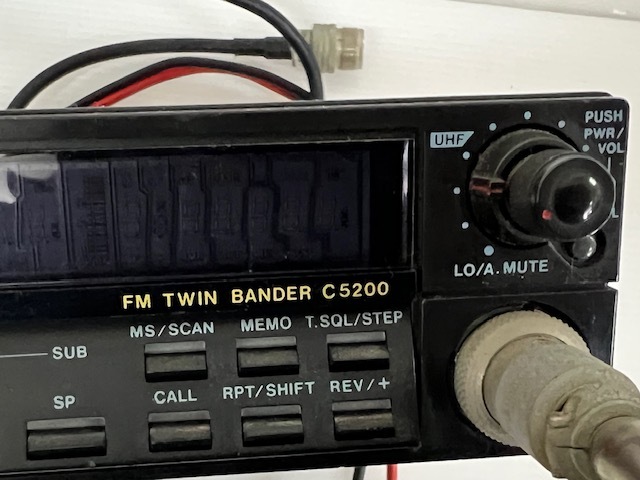 UHF
PUSH
PWR/
VOL
LO/A. MUTE
FM TWIN BANDER C5200
MS/SCAN MEMO T.SQL/STEP
SUB
SP CALL RPT/SHIFT REV/+